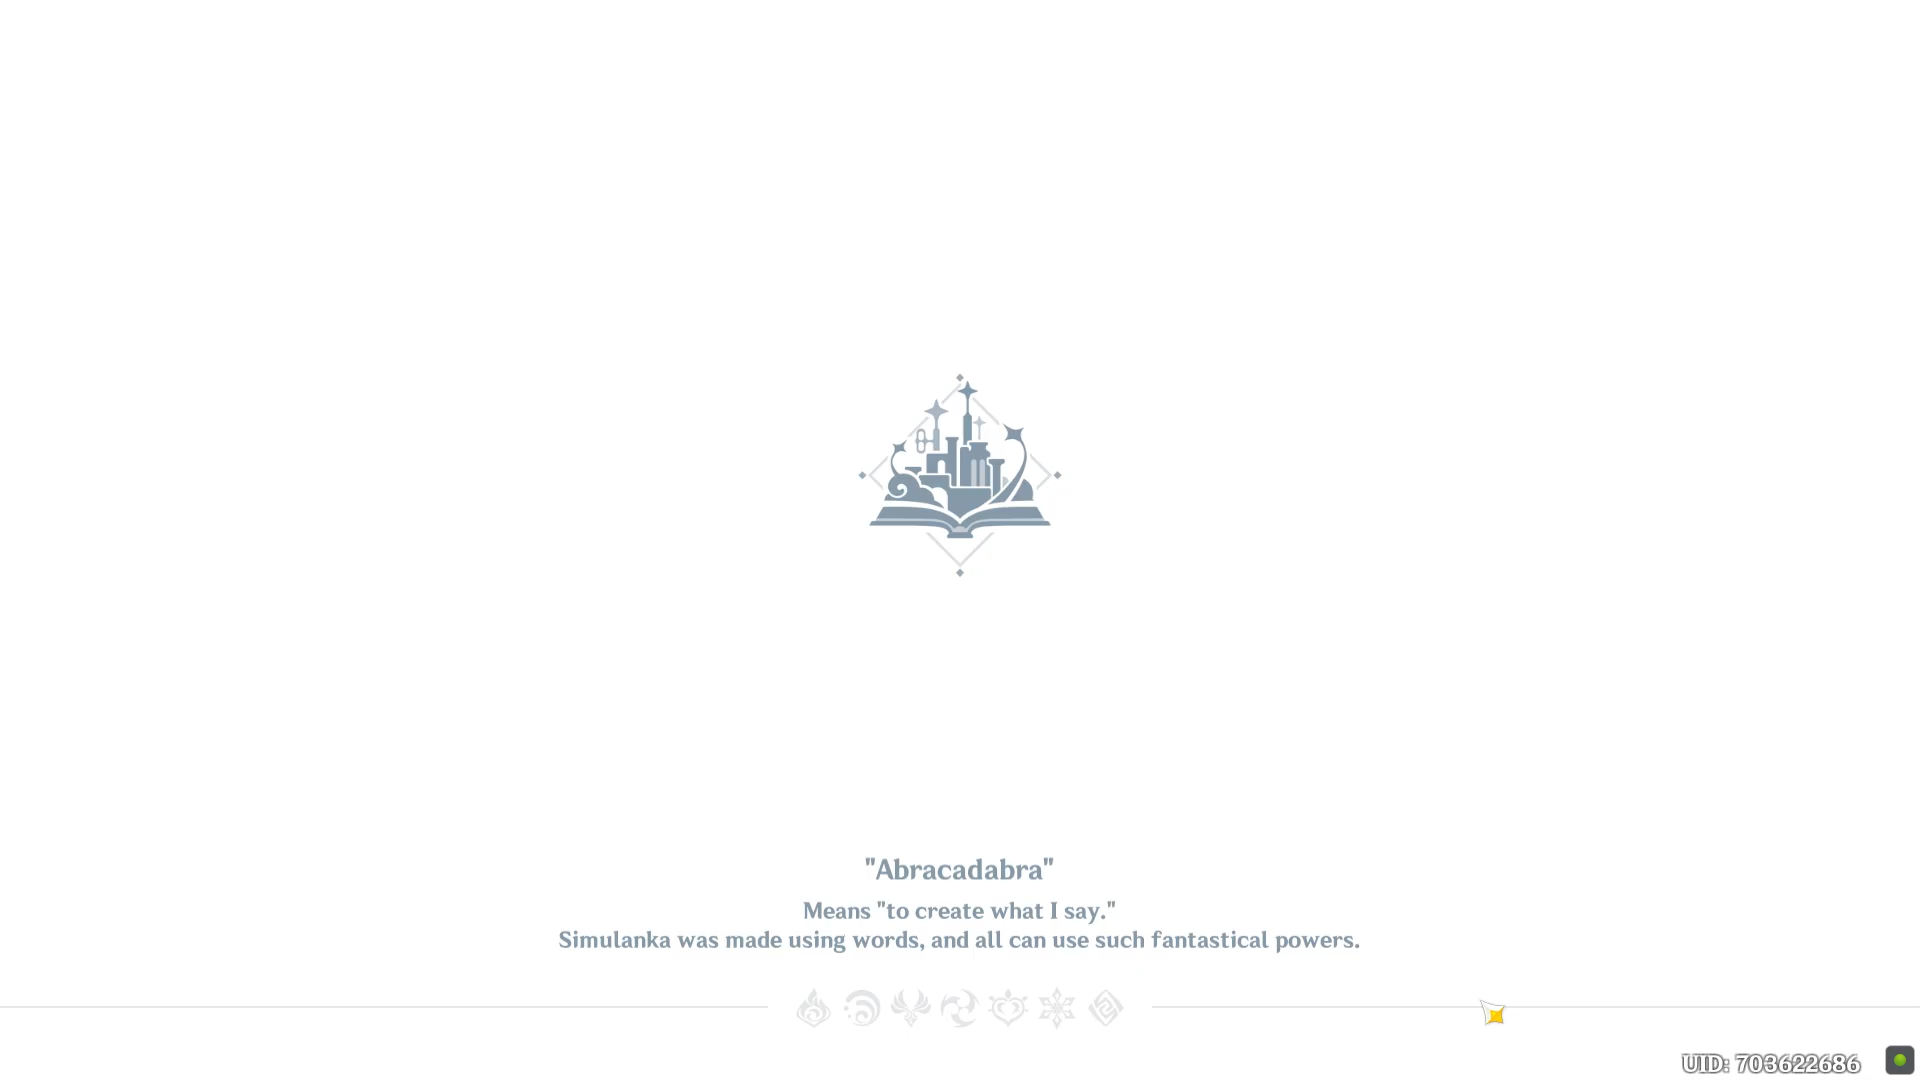 "Abracadabra"
Means "to create what I say."
Simulanka was made using words, and all can use such fantastical powers.
UID: 703622686